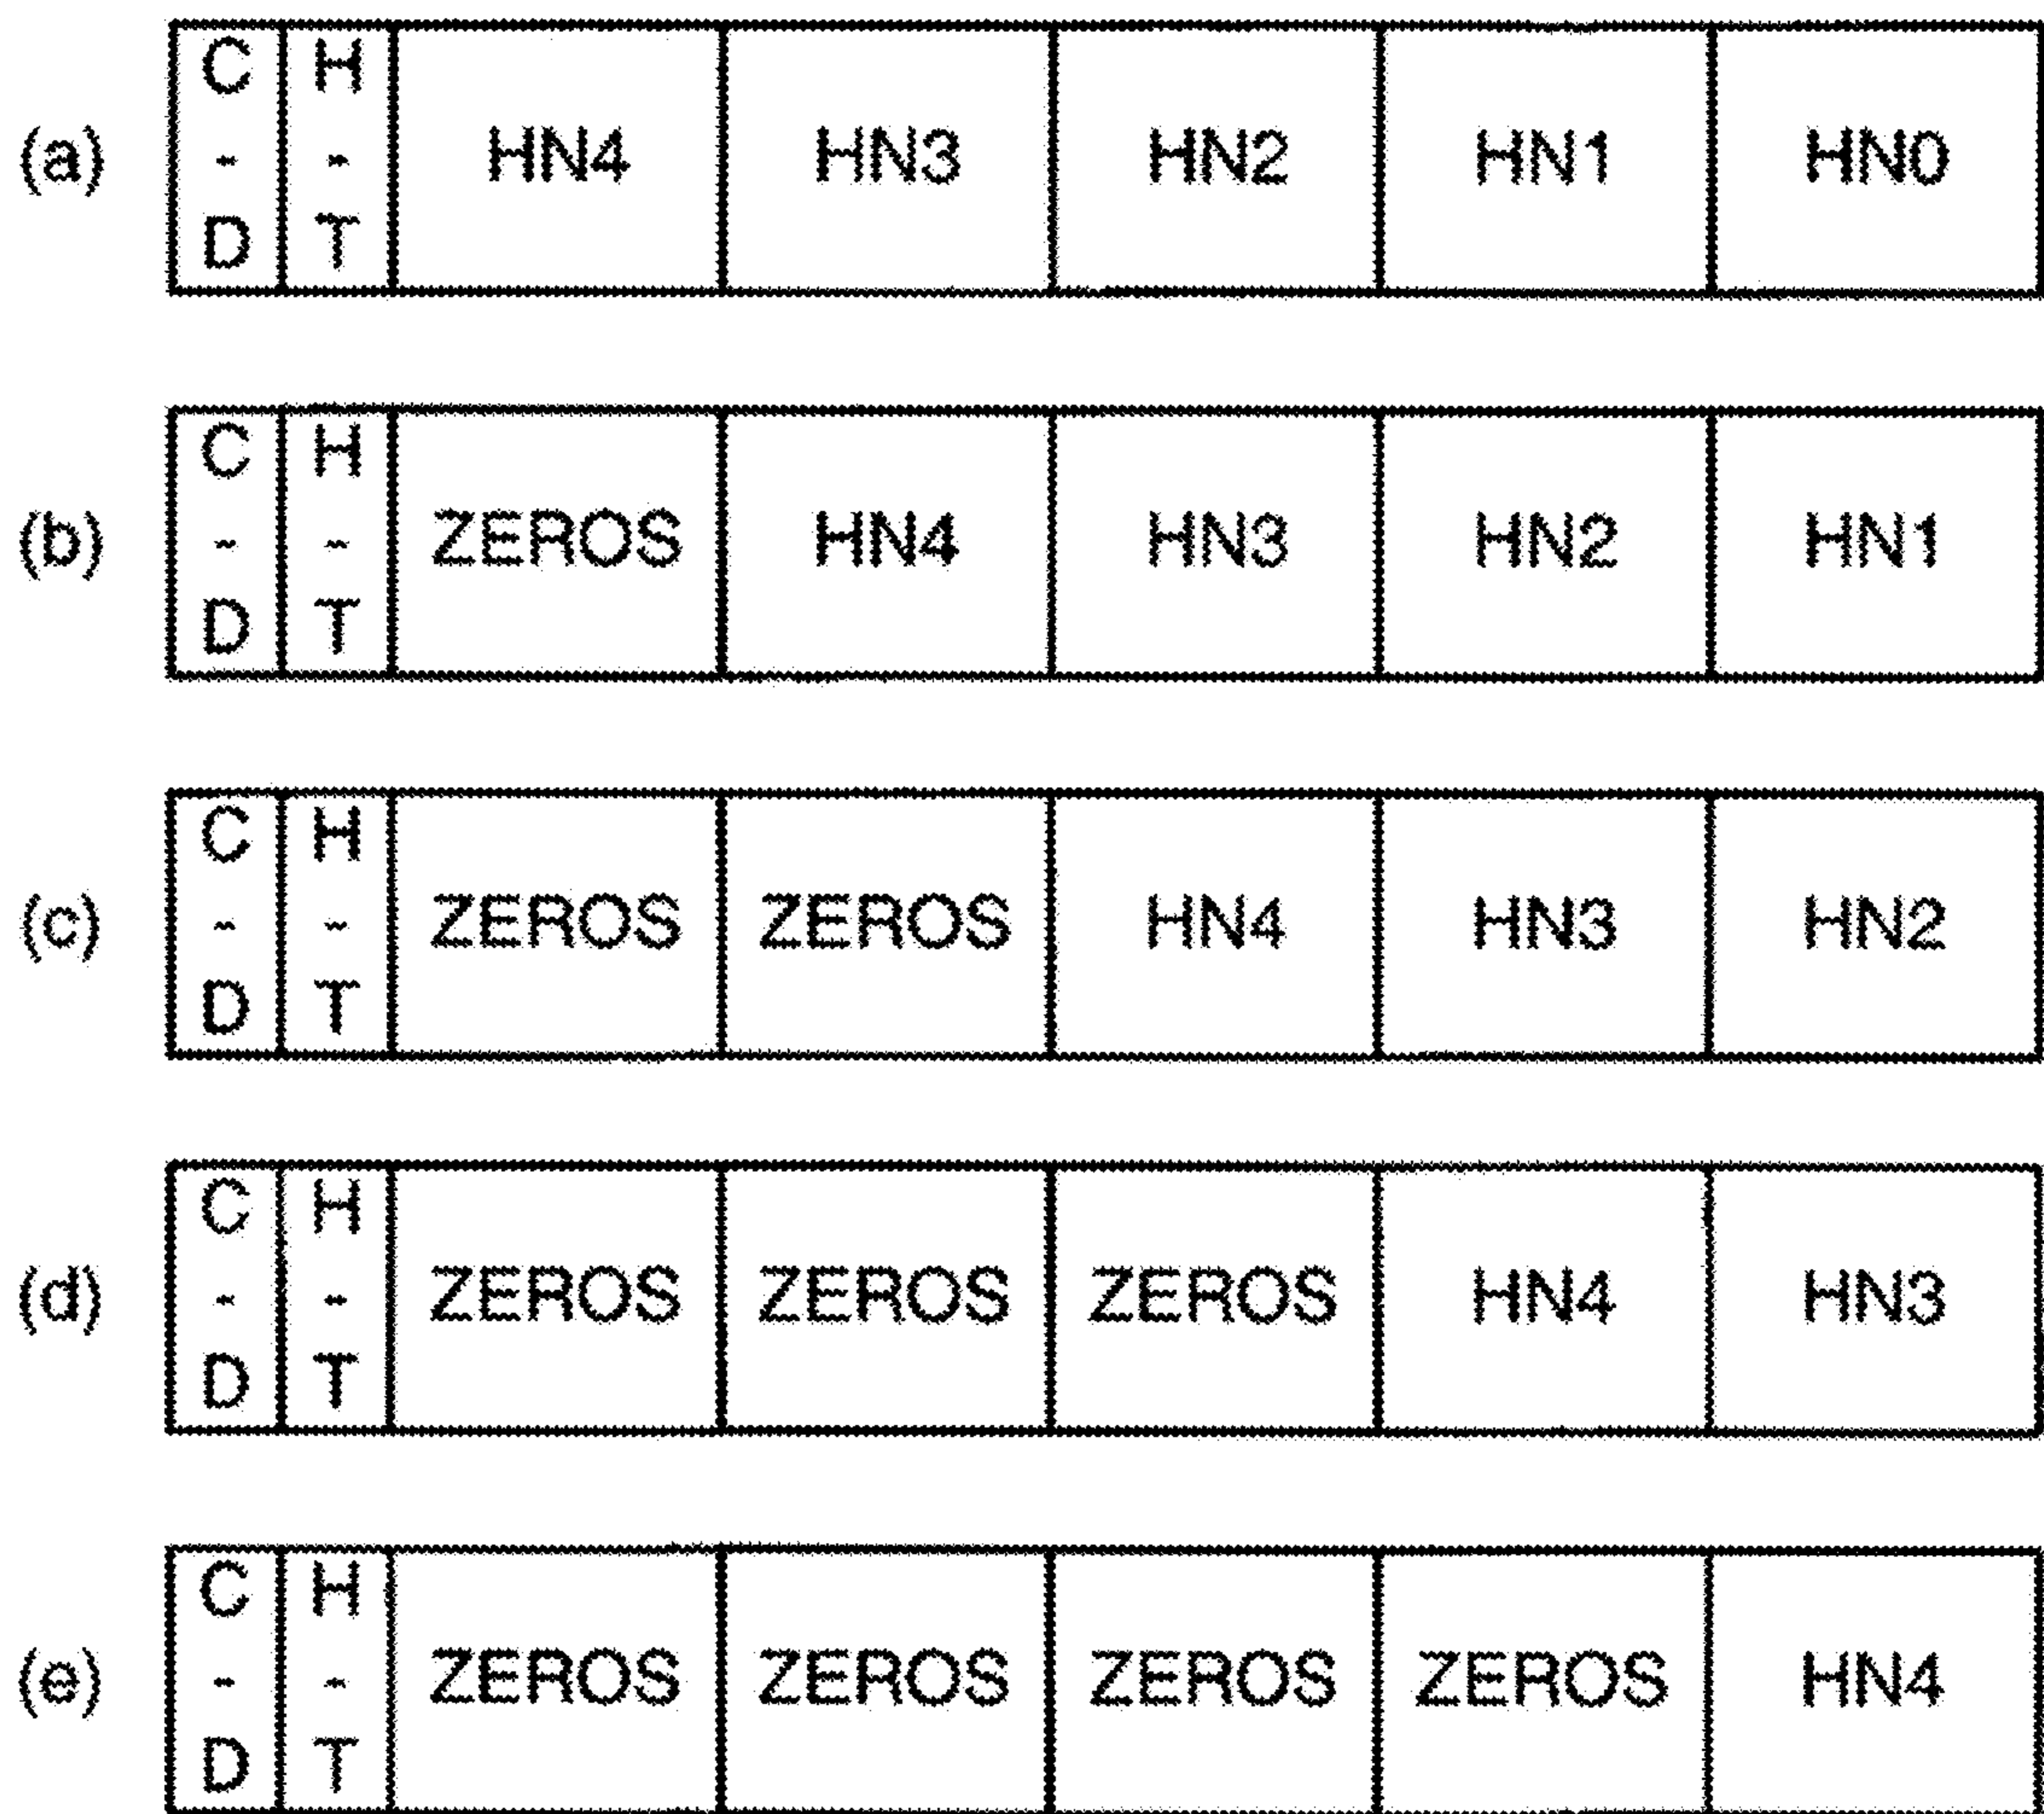 C H
(a) - - HN4 HN3 HN2 HN1 HN0
D T
C H
(b) - - ZEROS HN4 HN3 HN2 HN1
D T
C H
(c) - - ZEROS ZEROS HN4 HN3 HN2
D T
C H
(d) - - ZEROS ZEROS ZEROS HN4 HN3
D T
C H
(e) - - ZEROS ZEROS ZEROS ZEROS HN4
D T